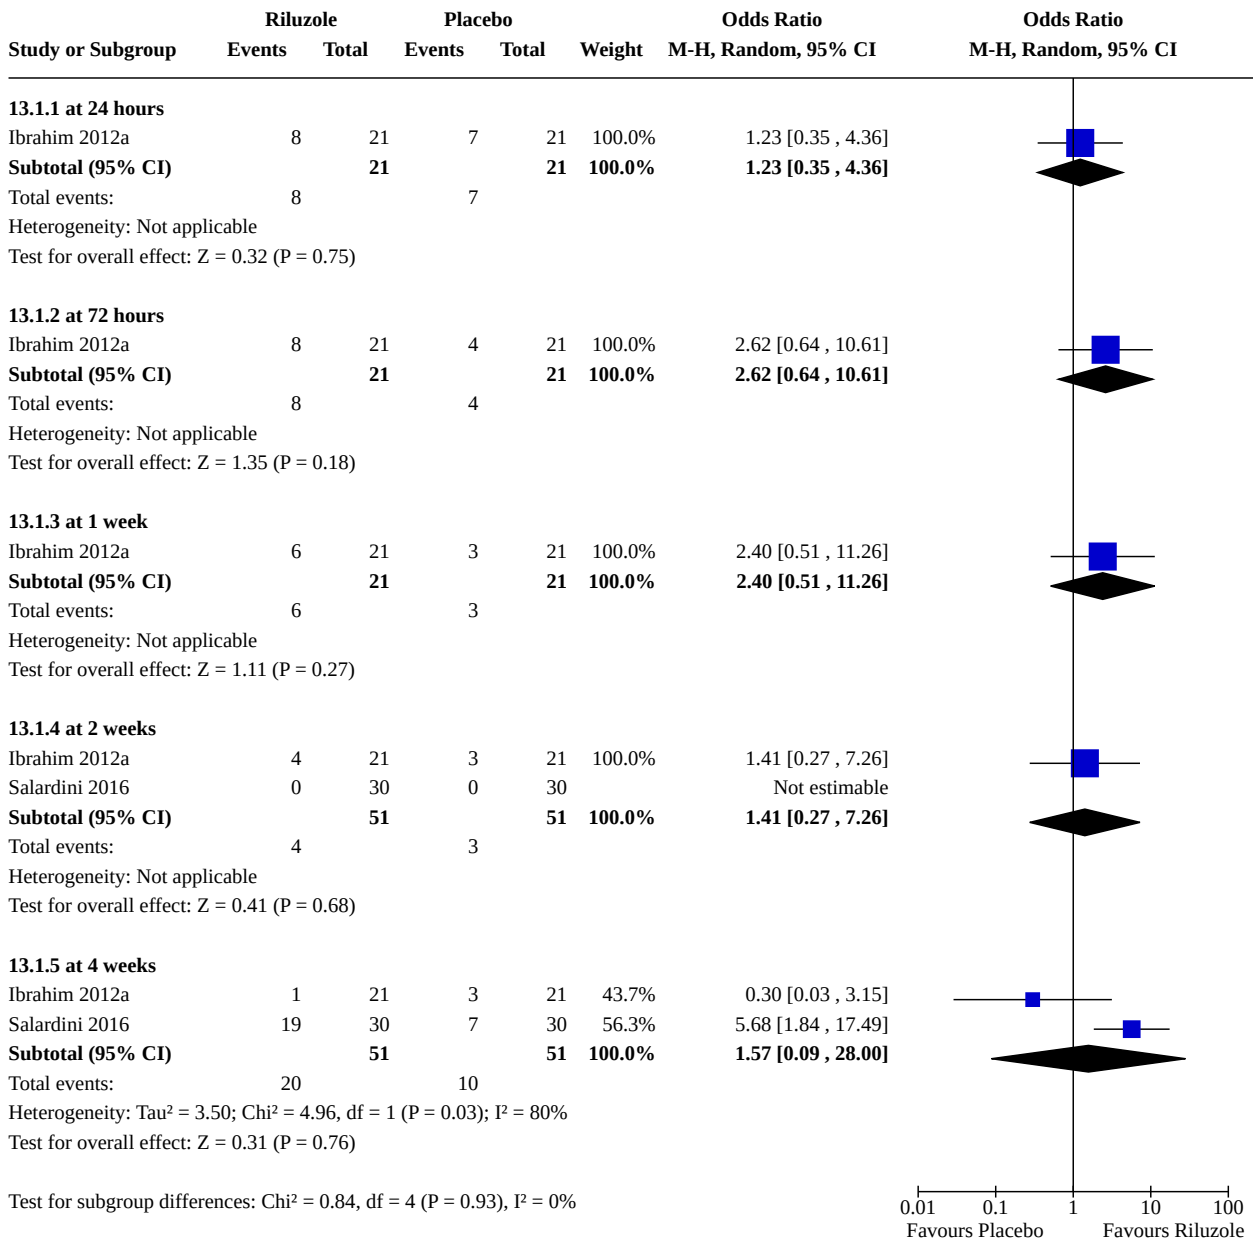 Riluzole Placebo Odds Ratio Odds Ratio
Study or Subgroup Events Total Events Total Weight M-H, Random, 95% CI M-H, Random, 95% CI
13.1.1 at 24 hours
Ibrahim 2012a 8 21 7 21 100.0% 1.23 [0.35 , 4.36]
Subtotal (95% CI) 21 21 100.0% 1.23 [0.35 , 4.36]
Total events: 8 7
Heterogeneity: Not applicable
Test for overall effect: Z = 0.32 (P = 0.75)
13.1.2 at 72 hours
Ibrahim 2012a 8 21 4 21 100.0% 2.62 [0.64 , 10.61]
Subtotal (95% CI) 21 21 100.0% 2.62 [0.64 , 10.61]
Total events: 8 4
Heterogeneity: Not applicable
Test for overall effect: Z = 1.35 (P = 0.18)
13.1.3 at 1 week
Ibrahim 2012a 6 21 3 21 100.0% 2.40 [0.51 , 11.26]
Subtotal (95% CI) 21 21 100.0% 2.40 [0.51 , 11.26]
Total events: 6 3
Heterogeneity: Not applicable
Test for overall effect: Z = 1.11 (P = 0.27)
13.1.4 at 2 weeks
Ibrahim 2012a 4 21 3 21 100.0% 1.41 [0.27 , 7.26]
Salardini 2016 0 30 0 30 Not estimable
Subtotal (95% CI) 51 51 100.0% 1.41 [0.27 , 7.26]
Total events: 4 3
Heterogeneity: Not applicable
Test for overall effect: Z = 0.41 (P = 0.68)
13.1.5 at 4 weeks
Ibrahim 2012a 1 21 3 21 43.7% 0.30 [0.03 , 3.15]
Salardini 2016 19 30 7 30 56.3% 5.68 [1.84 , 17.49]
Subtotal (95% CI) 51 51 100.0% 1.57 [0.09 , 28.00]
Total events: 20 10
Heterogeneity: Tau² = 3.50; Chi² = 4.96, df = 1 (P = 0.03); I² = 80%
Test for overall effect: Z = 0.31 (P = 0.76)
Test for subgroup differences: Chi² = 0.84, df = 4 (P = 0.93), I² = 0%
0.01 0.1 1 10 100
Favours Placebo Favours Riluzole